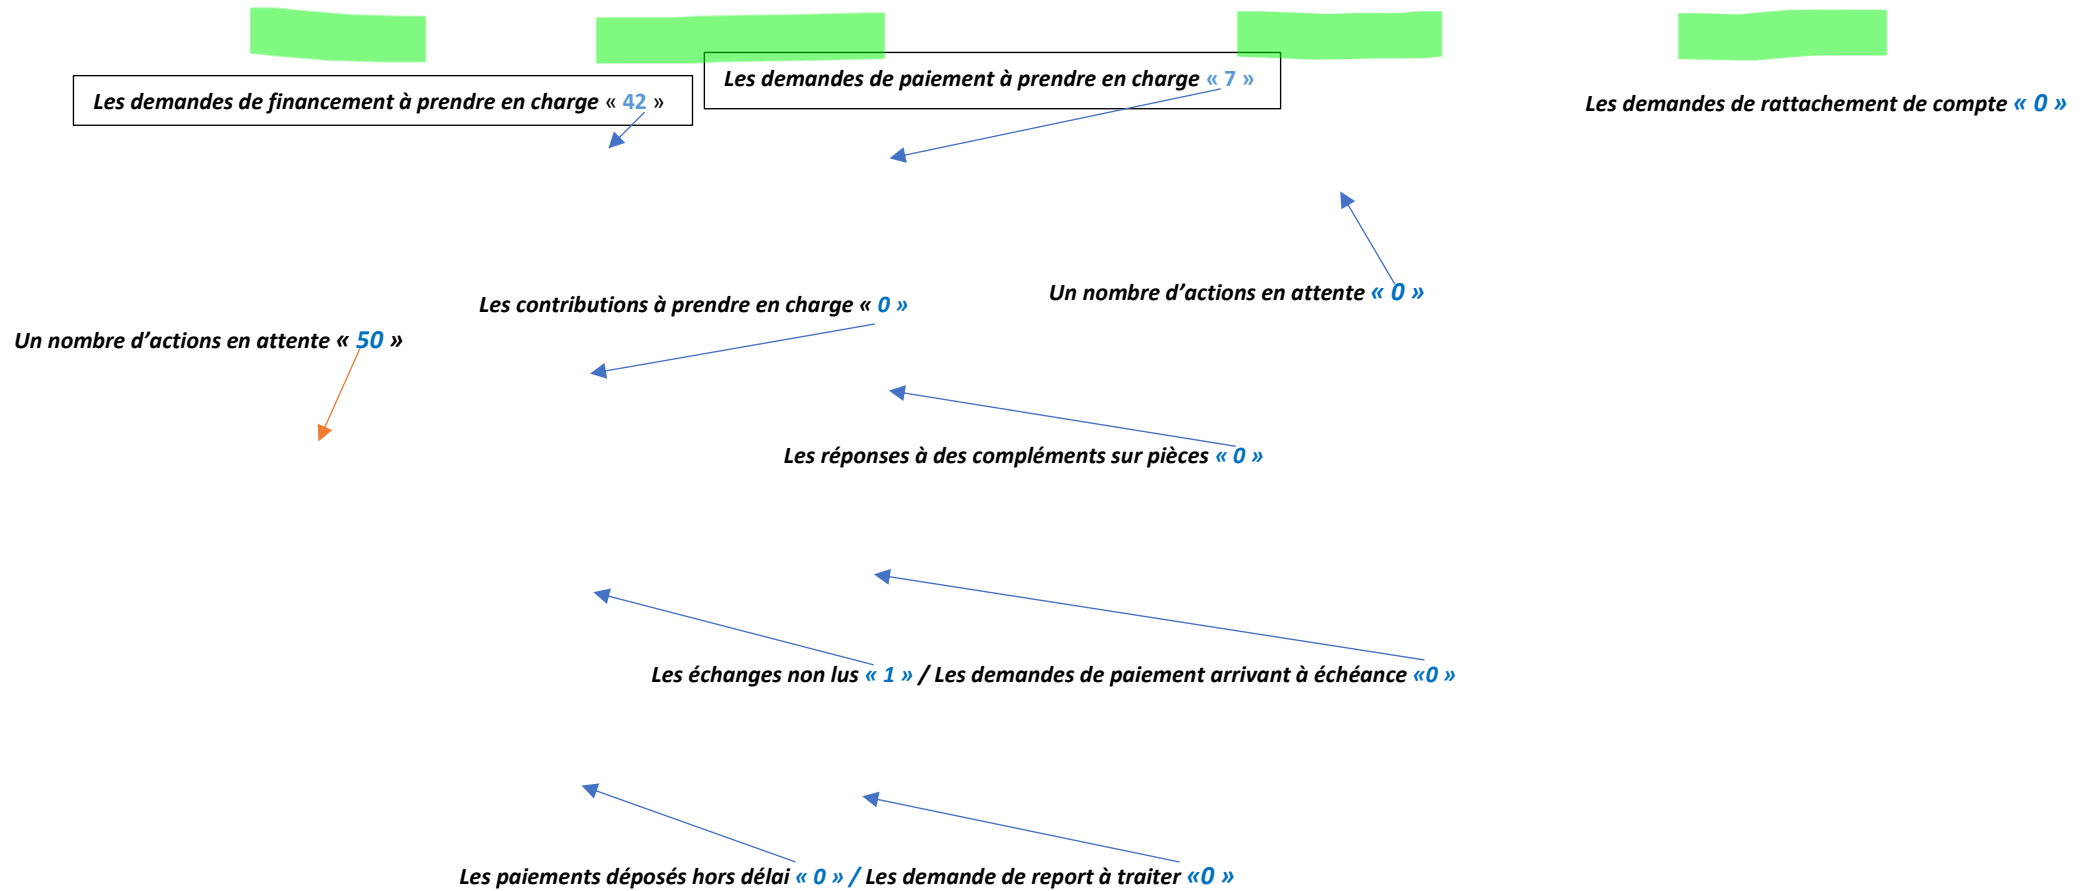 Les demandes de paiement à prendre en charge « 7 »
Les demandes de financement à prendre en charge « 42 »
Les demandes de rattachement de compte « 0 »
Un nombre d’actions en attente « 0 »
Les contributions à prendre en charge « 0 »
Un nombre d’actions en attente « 50 »
Les réponses à des compléments sur pièces « 0 »
Les échanges non lus « 1 » / Les demandes de paiement arrivant à échéance «0 »
Les paiements déposés hors délai « 0 » / Les demande de report à traiter «0 »